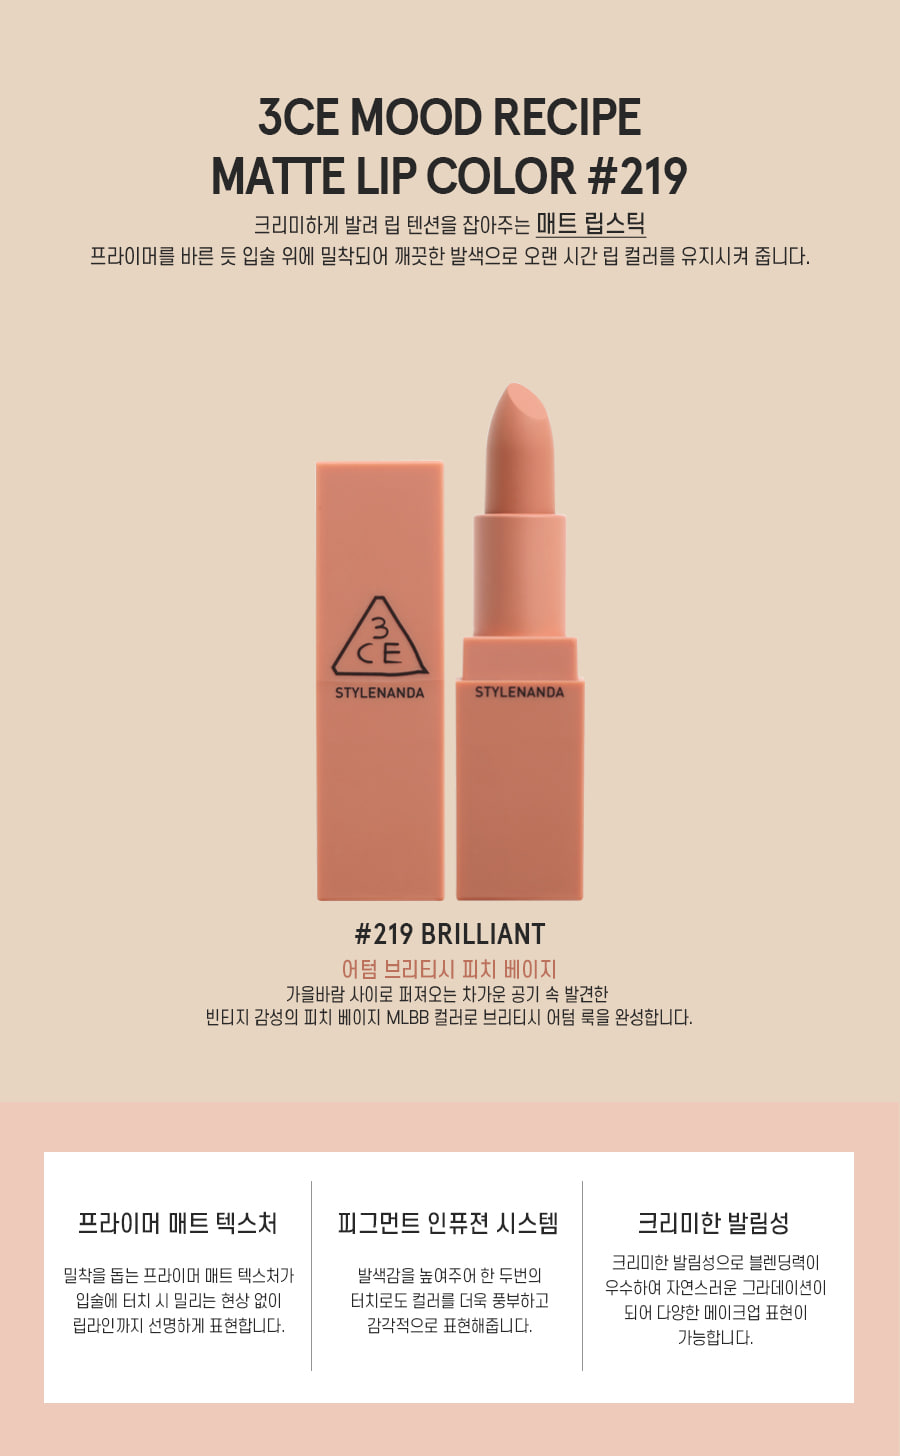 3CE MOOD RECIPE
MATTE LIP COLOR #219
크리미하게 발려 립 텐션을 잡아주는 매트 립스틱
프라이머를 바른 듯 입술 위에 밀착되어 깨끗한 발색으로 오랜 시간 립 컬러를 유지시켜 줍니다.
3
CE
STYLENANDA
STYLENANDA
#219 BRILLIANT
어텀 브리티시 피치 베이지
가을바람 사이로 퍼져오는 차가운 공기 속 발견한
빈티지 감성의 피치 베이지 MLBB 컬러로 브리티시 어텀 룩을 완성합니다.
프라이머 매트 텍스처
밀착을 돕는 프라이머 매트 텍스처가
입술에 터치 시 밀리는 현상 없이
립라인까지 선명하게 표현합니다.
피그먼트 인퓨젼 시스템
발색감을 높여주어 한 두번의
터치로도 컬러를 더욱 풍부하고
감각적으로 표현해줍니다.
크리미한 발림성
크리미한 발림성으로 블렌딩력이
우수하여 자연스러운 그라데이션이
되어 다양한 메이크업 표현이
가능합니다.